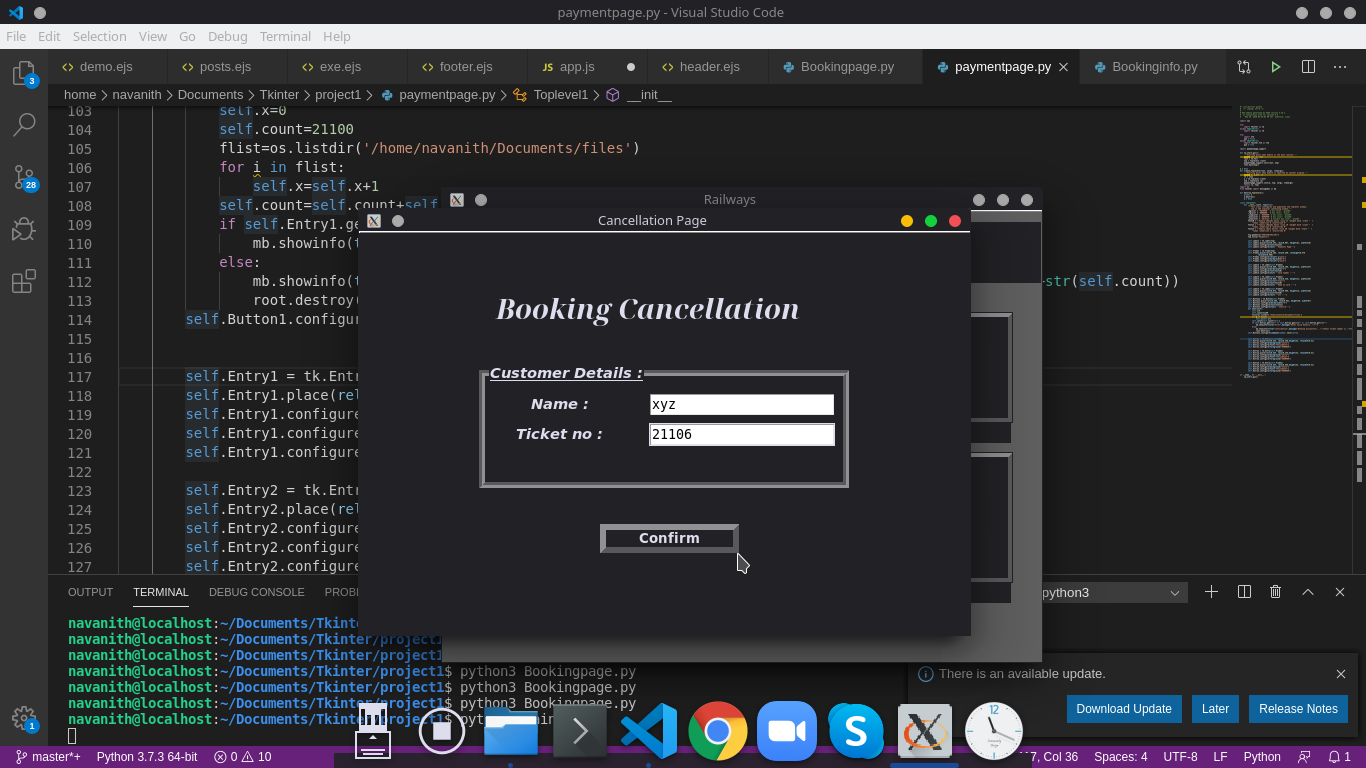 paymentpage.py - Visual Studio Code
File Edit Selection View Go Debug Terminal Help
demo.ejs posts.ejs exe.ejs footer.ejs JS app.js header.ejs Bookingpage.py paymentpage.py Bookinginfo.py
home navanith Documents Tkinter project1 paymentpage.py Toplevel1 __init__
3
28
1
103 self.x=0
104 self.count=21100
105 flist=os.listdir('/home/navanith/Documents/files')
106 for i in flist:
107 self.x=self.x+1
108 self.count=self.count+self
109 if self.Entry1.ge
110 mb.showinfo(t
111 else:
112 mb.showinfo(t str(self.count))
113 root.destroy(
114 self.Button1.configur
115
116
117 self.Entry1 = tk.Entr
118 self.Entry1.place(rel
119 self.Entry1.configure
120 self.Entry1.configure
121 self.Entry1.configure
122
123 self.Entry2 = tk.Entr
124 self.Entry2.place(rel
125 self.Entry2.configure
126 self.Entry2.configure
127 self.Entry2.configure
Railways
Cancellation Page
Booking Cancellation
Customer Details :
Name : xyz
Ticket no : 21106
Confirm
OUTPUT TERMINAL DEBUG CONSOLE PROB
python3
navanith@localhost:~/Documents/Tkint
navanith@localhost:~/Documents/Tkinter/project1
navanith@localhost:~/Documents/Tkinter/project1
navanith@localhost:~/Documents/Tkinter/project1$ python3 Bookingpage.py
navanith@localhost:~/Documents/Tkinter/project1$ python3 Bookingpage.py
navanith@localhost:~/Documents/Tkinter/project1$ python3 Bookingpage.py
navanith@localhost:~/Documents/Tkinter/project1$ pyt
There is an available update.
Download Update Later Release Notes
12
master*+ Python 3.7.3 64-bit 0 10 Col 36 Spaces: 4 UTF-8 LF Python 1